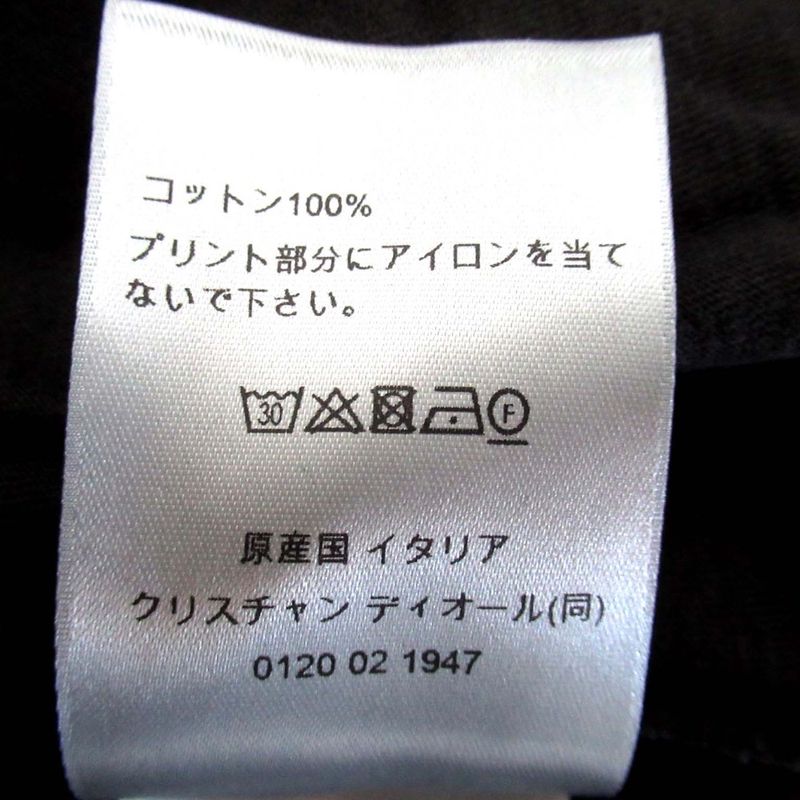 コットン100%
プリント部分にアイロンを当て
ないで下さい。
30 F
原産国 イタリア
クリスチャン ディオール(同)
0120 02 1947